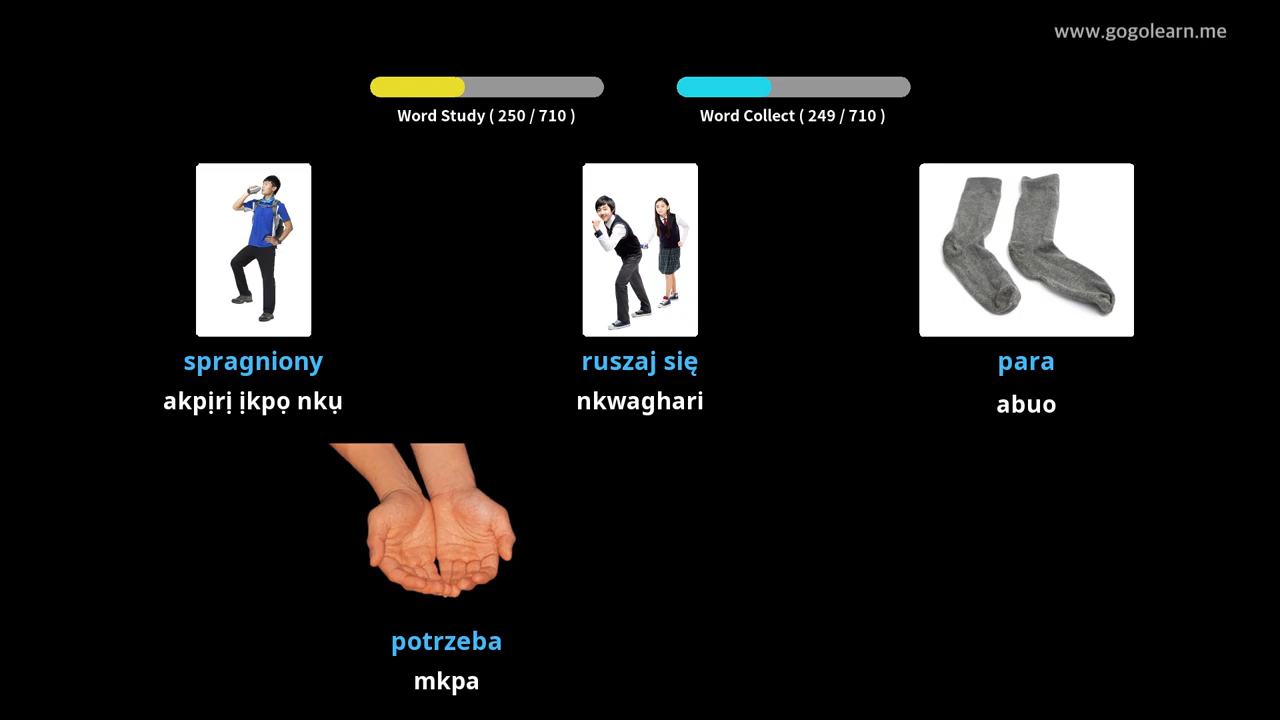 www.gogolearn.me
Word Study ( 250 / 710 )
Word Collect ( 249 / 710 )
spragniony
akpịrị ịkpọ nkụ
ruszaj się
nkwaghari
para
abuo
potrzeba
mkpa